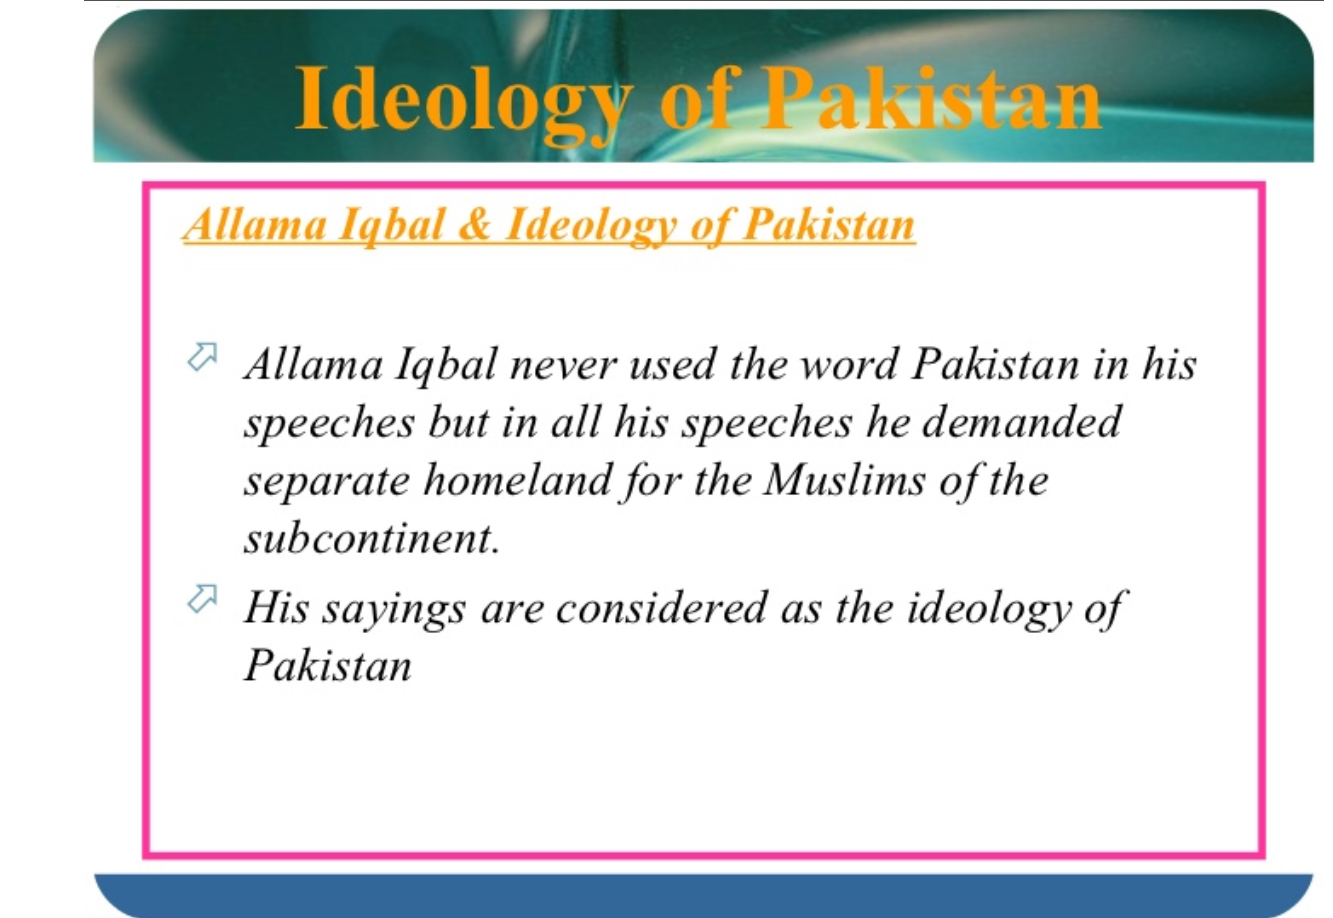 Ideology of Pakistan
Allama Iqbal & Ideology of Pakistan
Allama Iqbal never used the word Pakistan in his
speeches but in all his speeches he demanded
separate homeland for the Muslims of the
subcontinent.
His sayings are considered as the ideology of
Pakistan